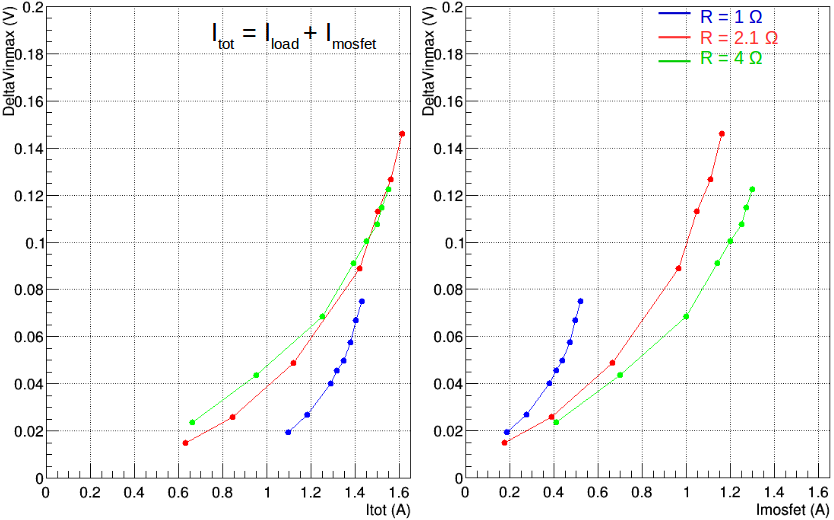 I_tot = I_load + I_mosfet
DeltaVinmax (V)
0.2
0.18
0.16
0.14
0.12
0.1
0.08
0.06
0.04
0.02
0
0 0.2 0.4 0.6 0.8 1 1.2 1.4 1.6
Itot (A)
R = 1 Ω
R = 2.1 Ω
R = 4 Ω
DeltaVinmax (V)
0.2
0.18
0.16
0.14
0.12
0.1
0.08
0.06
0.04
0.02
0
0 0.2 0.4 0.6 0.8 1 1.2 1.4 1.6
Imosfet (A)